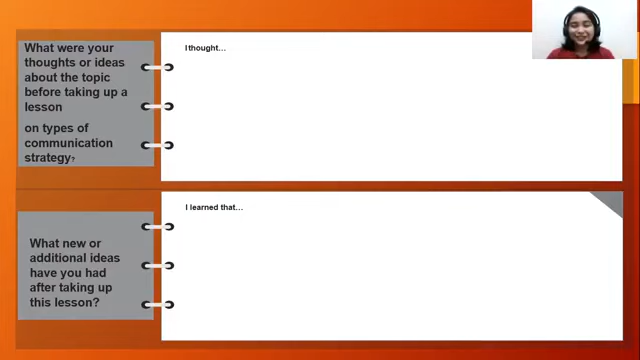 What were your
thoughts or ideas
about the topic
before taking up a
lesson
on types of
communication
strategy?
I thought...
What new or
additional ideas
have you had
after taking up
this lesson?
I learned that...